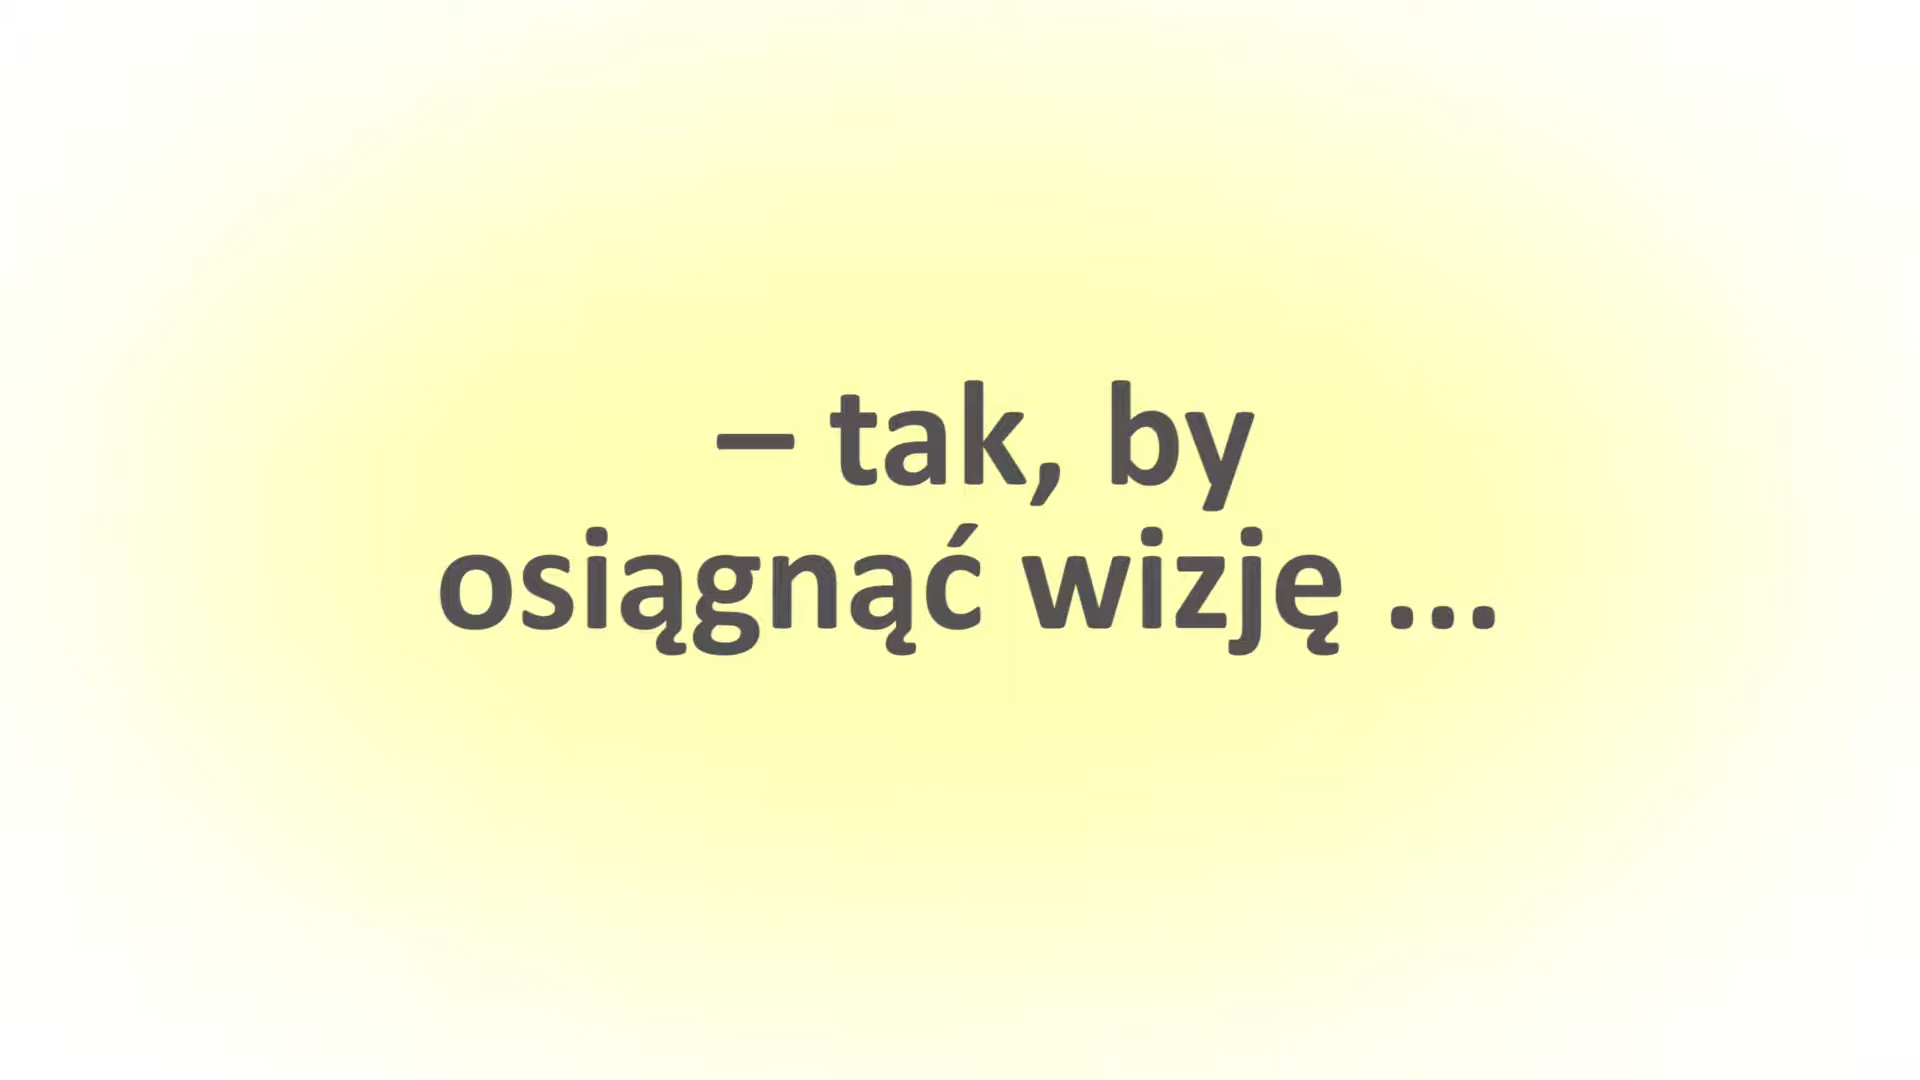 – tak, by
osiągnąć wizję ...